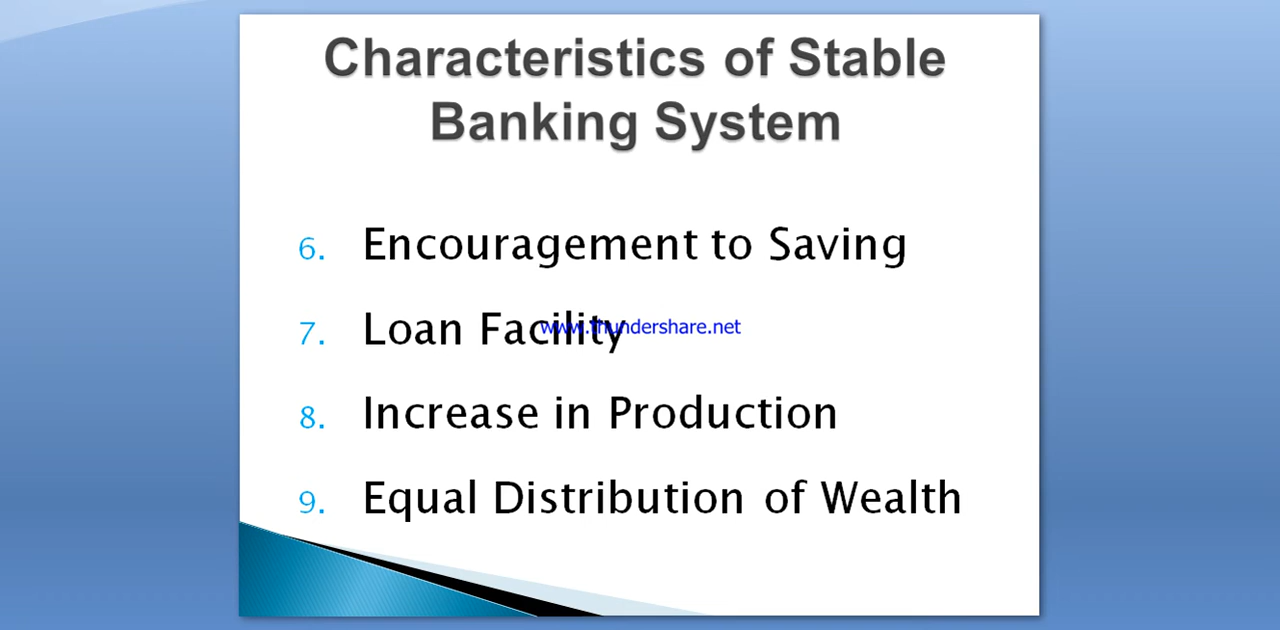 Characteristics of Stable
Banking System
6. Encouragement to Saving
7. Loan Facility
www.thundershare.net
8. Increase in Production
9. Equal Distribution of Wealth